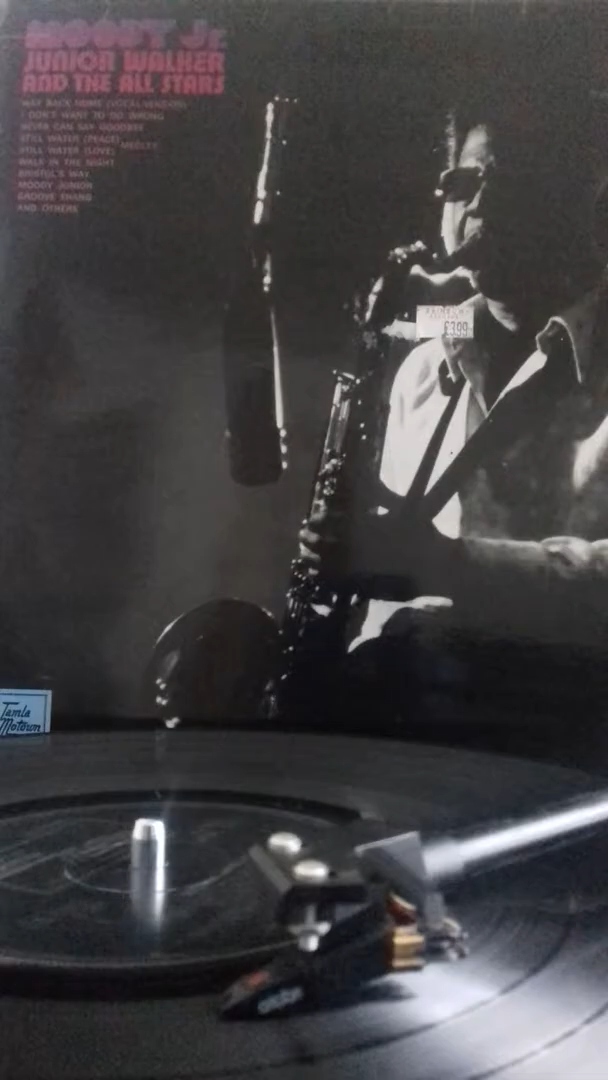 MOODY Jr.
JUNIOR WALKER
AND THE ALL STARS
WAY BACK HOME (VOCAL VERSION)
I DON'T WANT TO DO WRONG
NEVER CAN SAY GOODBYE
STILL WATER (PEACE)
MEDLEY
STILL WATER (LOVE)
WALK IN THE NIGHT
BRISTOL'S WAY
MOODY JUNIOR
GROOVE THANG
AND OTHERS
£3.99
Tamla
Motown